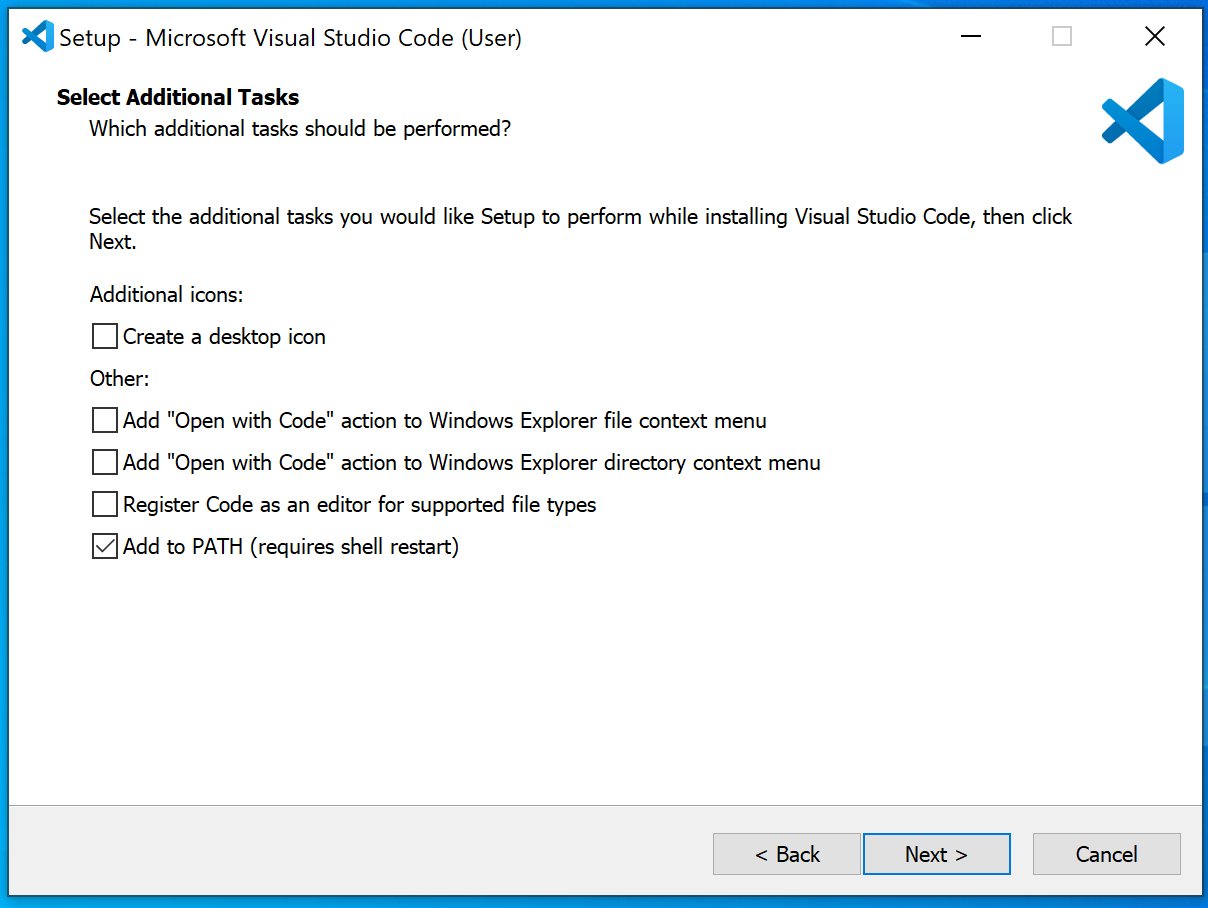 Setup - Microsoft Visual Studio Code (User)
Select Additional Tasks
Which additional tasks should be performed?
Select the additional tasks you would like Setup to perform while installing Visual Studio Code, then click
Next.
Additional icons:
Create a desktop icon
Other:
Add "Open with Code" action to Windows Explorer file context menu
Add "Open with Code" action to Windows Explorer directory context menu
Register Code as an editor for supported file types
Add to PATH (requires shell restart)
< Back Next > Cancel